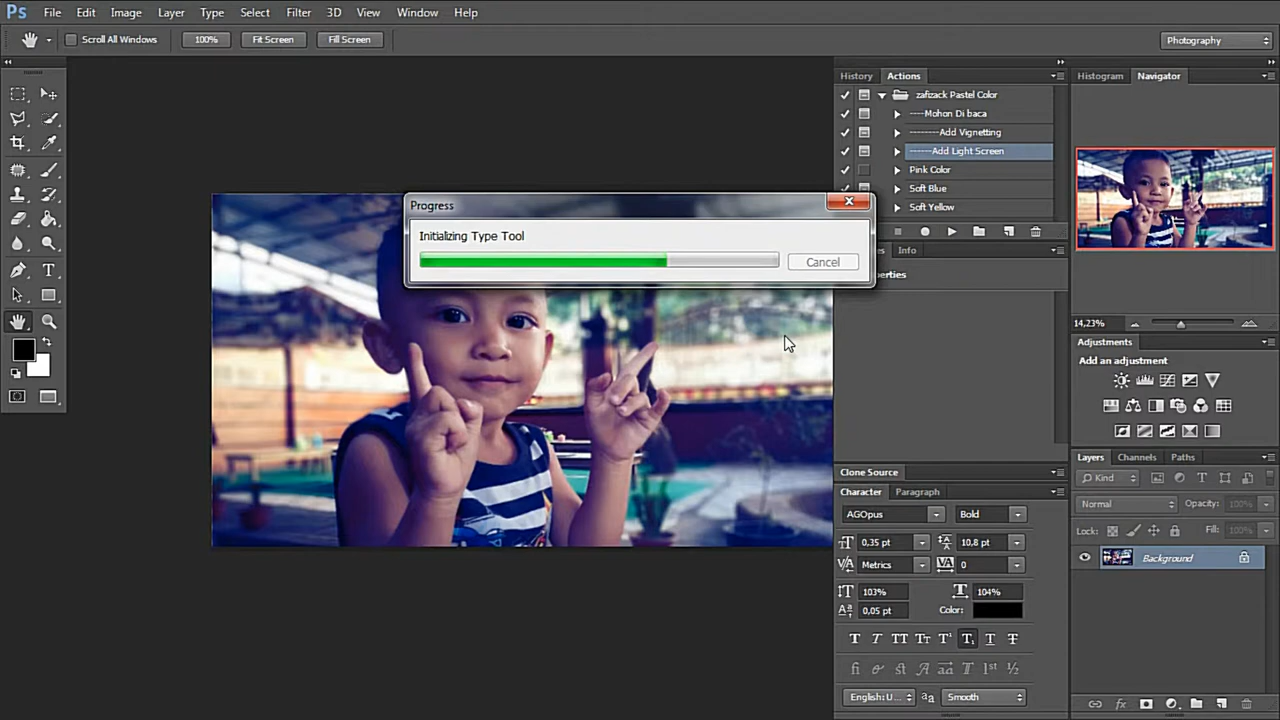 Ps File Edit Image Layer Type Select Filter 3D View Window Help
Scroll All Windows 100% Fit Screen Fill Screen Photography
History Actions
zafizack Pastel Color
----Mohon Di baca
--------Add Vignetting
------Add Light Screen
Pink Color
Soft Blue
Soft Yellow
Histogram Navigator
14,23%
Progress
Initializing Type Tool
Cancel
Info
Adjustments
Add an adjustment
Layers Channels Paths
Kind
Normal Opacity: 100%
Lock: Fill: 100%
Background
Clone Source
Character Paragraph
AGOpus Bold
0,35 pt 10,8 pt
Metrics 0
103% 104%
0,05 pt Color:
English: U... aa Smooth